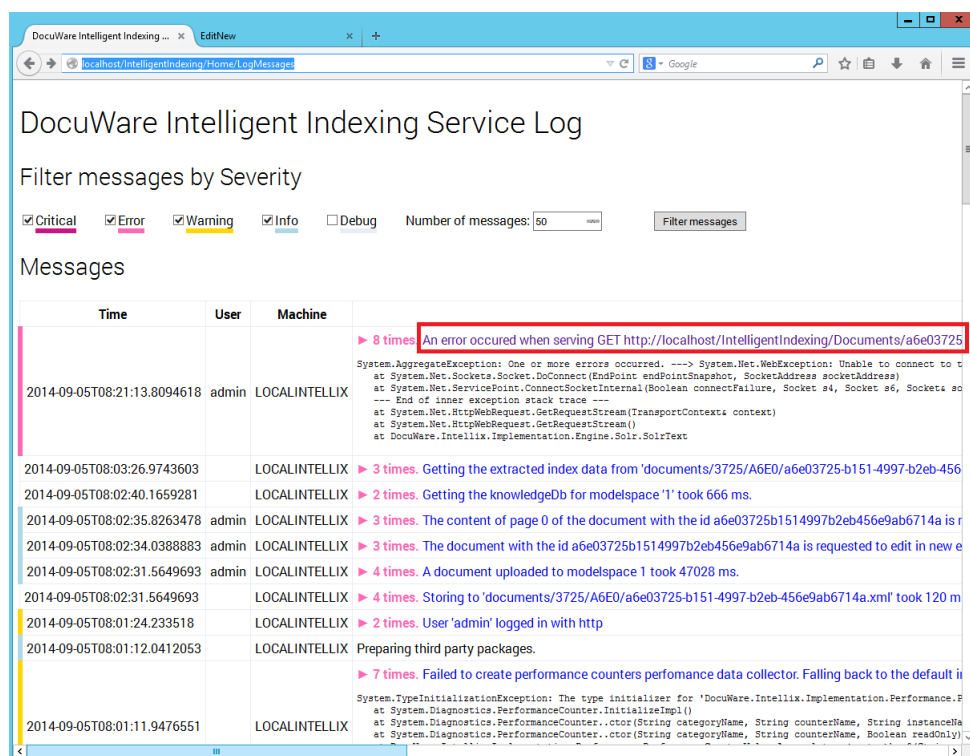 DocuWare Intelligent Indexing ... ×
EditNew × +
localhost/IntelligentIndexing/Home/LogMessages
8 Google
DocuWare Intelligent Indexing Service Log
Filter messages by Severity
Critical Error Warning Info Debug Number of messages: 50 Filter messages
Messages
Time User Machine
▶ 8 times. An error occured when serving GET http://localhost/IntelligentIndexing/Documents/a6e03725
2014-09-05T08:21:13.8094618 admin LOCALINTELLIX
System.AggregateException: One or more errors occurred. ---> System.Net.WebException: Unable to connect to t
at System.Net.Sockets.Socket.DoConnect(EndPoint endPointSnapshot, SocketAddress socketAddress)
at System.Net.ServicePoint.ConnectSocketInternal(Boolean connectFailure, Socket s4, Socket s6, Socket& so
--- End of inner exception stack trace ---
at System.Net.HttpWebRequest.GetRequestStream(TransportContext& context)
at System.Net.HttpWebRequest.GetRequestStream()
at DocuWare.Intellix.Implementation.Engine.Solr.SolrText
2014-09-05T08:03:26.9743603 LOCALINTELLIX ▶ 3 times. Getting the extracted index data from 'documents/3725/A6E0/a6e03725-b151-4997-b2eb-456
2014-09-05T08:02:40.1659281 LOCALINTELLIX ▶ 2 times. Getting the knowledgeDb for modelspace '1' took 666 ms.
2014-09-05T08:02:35.8263478 admin LOCALINTELLIX ▶ 3 times. The content of page 0 of the document with the id a6e03725b1514997b2eb456e9ab6714a is r
2014-09-05T08:02:34.0388883 admin LOCALINTELLIX ▶ 3 times. The document with the id a6e03725b1514997b2eb456e9ab6714a is requested to edit in new e
2014-09-05T08:02:31.5649693 admin LOCALINTELLIX ▶ 4 times. A document uploaded to modelspace 1 took 47028 ms.
2014-09-05T08:02:31.5649693 LOCALINTELLIX ▶ 4 times. Storing to 'documents/3725/A6E0/a6e03725-b151-4997-b2eb-456e9ab6714a.xml' took 120 m
2014-09-05T08:01:24.233518 LOCALINTELLIX ▶ 2 times. User 'admin' logged in with http
2014-09-05T08:01:12.0412053 LOCALINTELLIX Preparing third party packages.
▶ 7 times. Failed to create performance counters perfomance data collector. Falling back to the default i
2014-09-05T08:01:11.9476551 LOCALINTELLIX
System.TypeInitializationException: The type initializer for 'DocuWare.Intellix.Implementation.Performance.P
at System.Diagnostics.PerformanceCounter.InitializeImpl()
at System.Diagnostics.PerformanceCounter..ctor(String categoryName, String counterName, String instanceNa
at System.Diagnostics.PerformanceCounter..ctor(String categoryName, String counterName, Boolean readOnly)